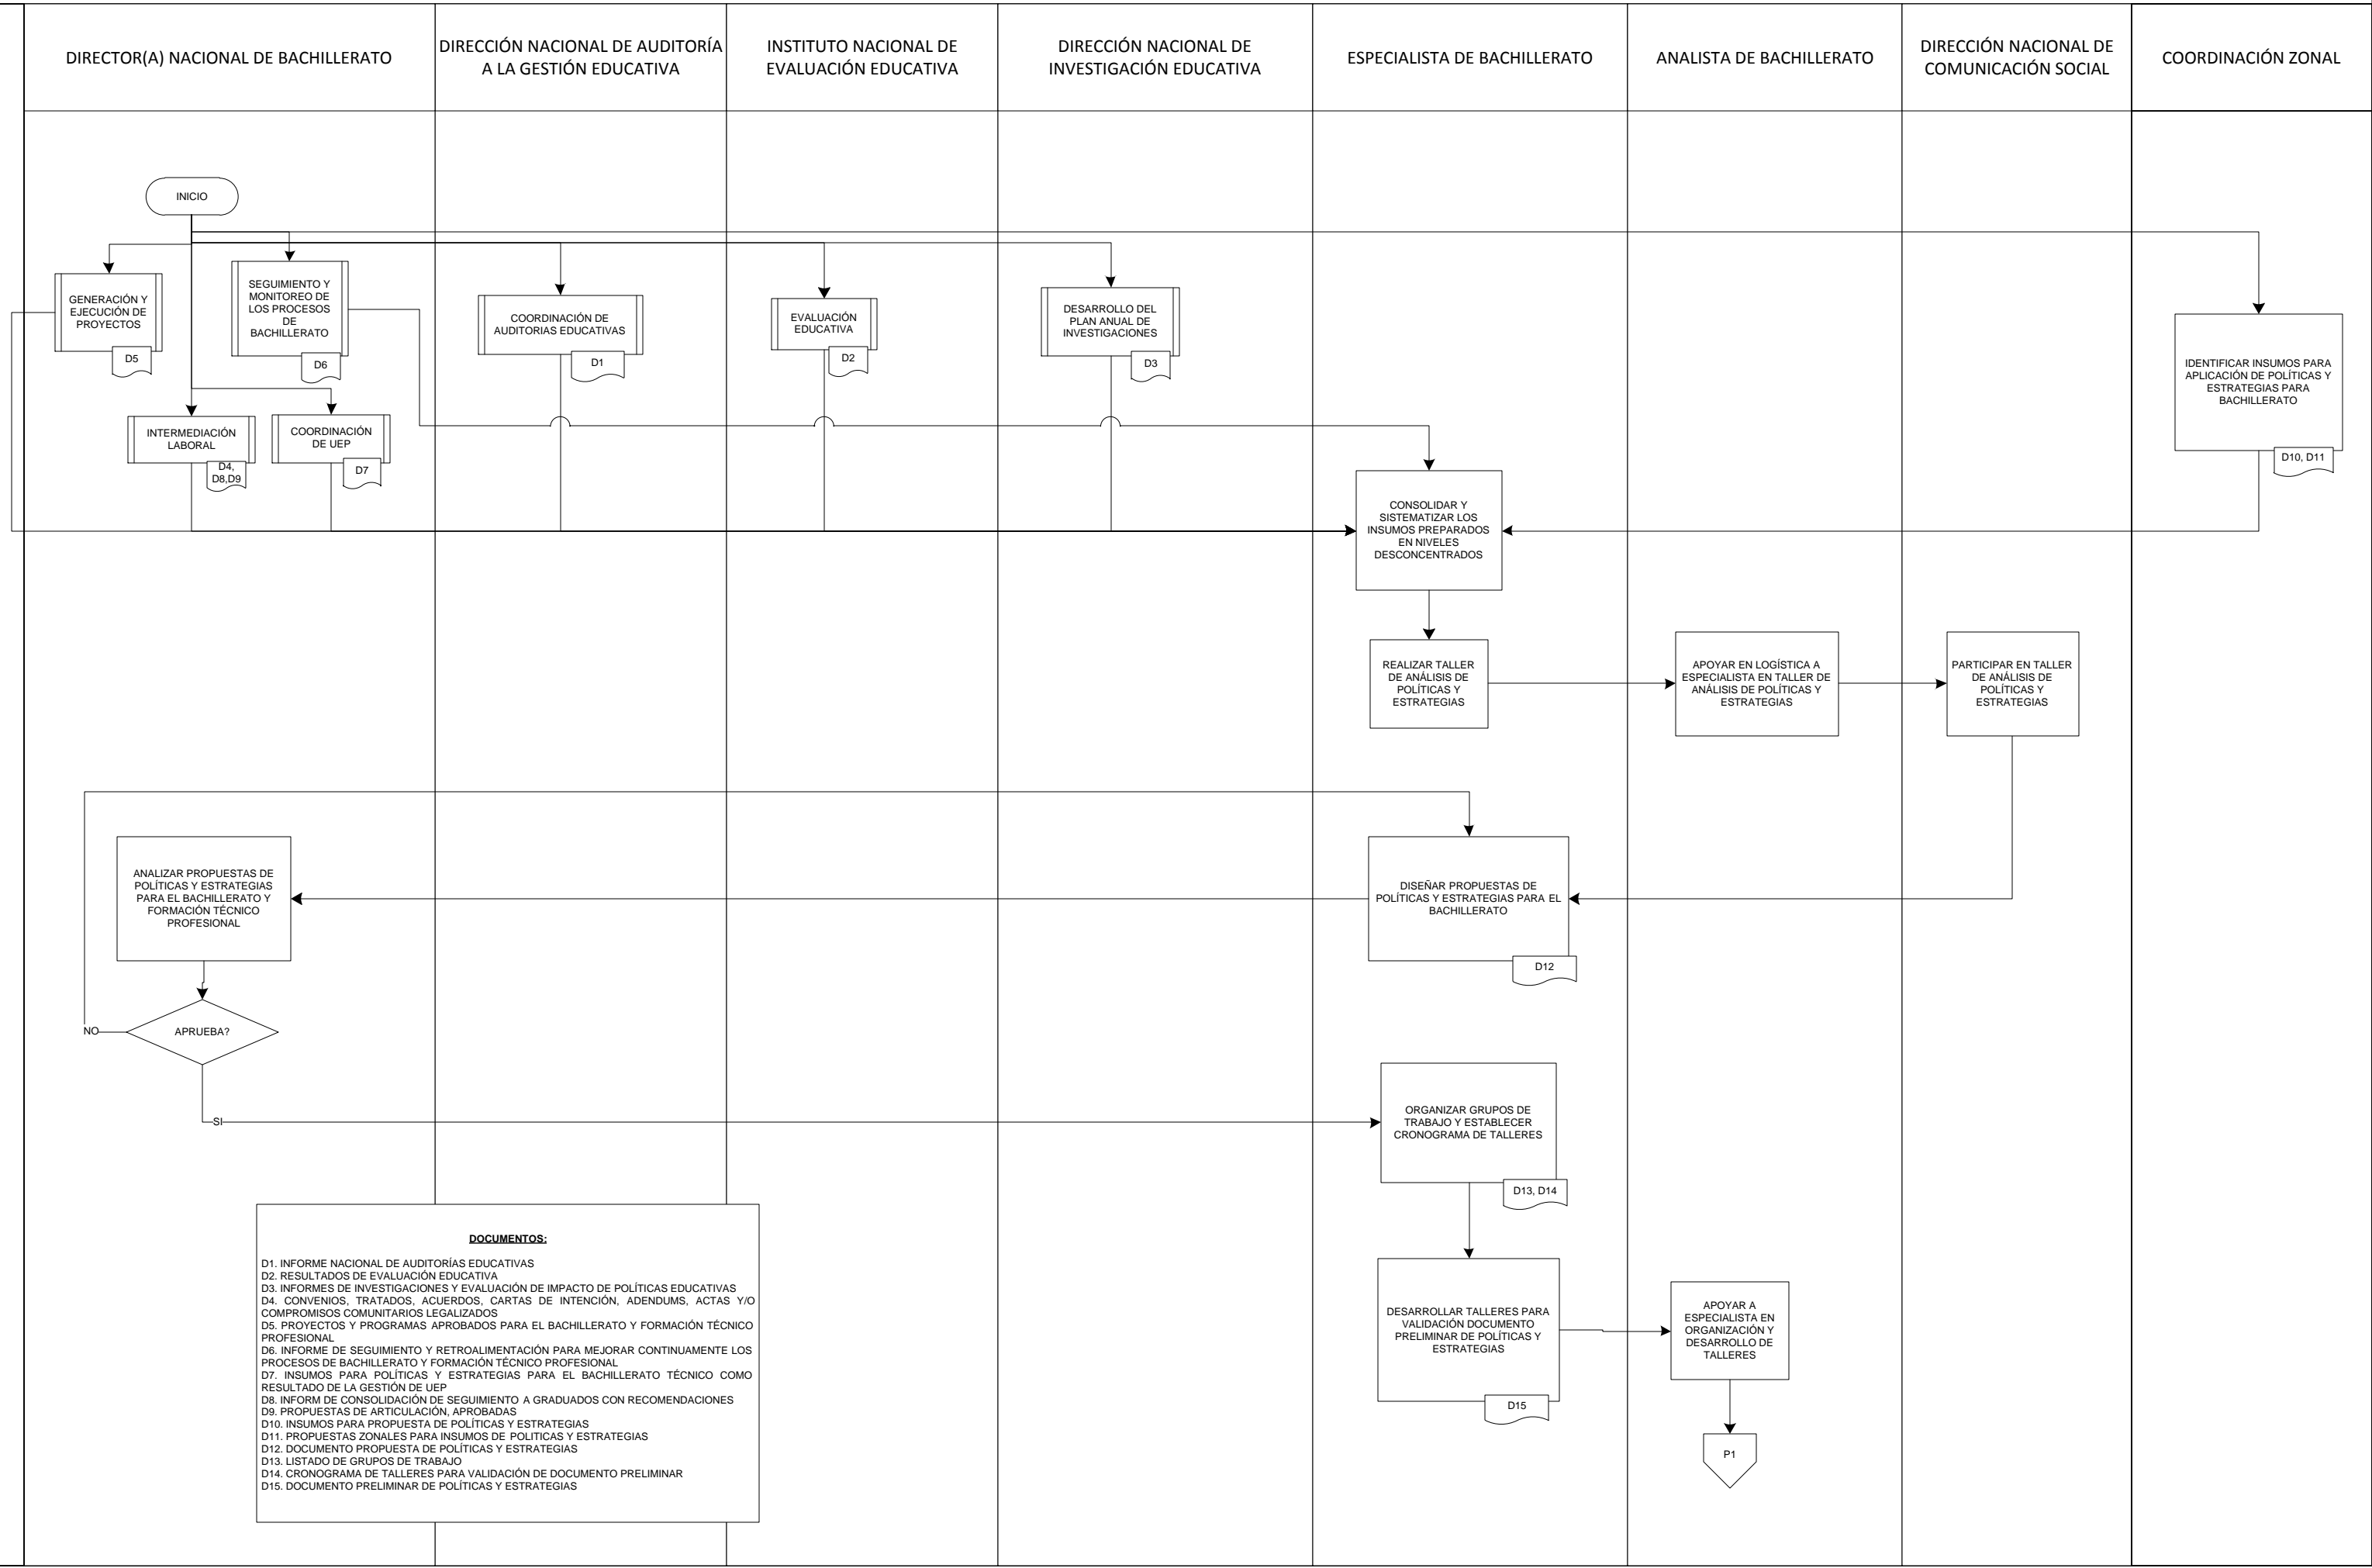 DIRECTOR(A) NACIONAL DE BACHILLERATO
DIRECCIÓN NACIONAL DE AUDITORÍA
A LA GESTIÓN EDUCATIVA
INSTITUTO NACIONAL DE
EVALUACIÓN EDUCATIVA
DIRECCIÓN NACIONAL DE
INVESTIGACIÓN EDUCATIVA
ESPECIALISTA DE BACHILLERATO
ANALISTA DE BACHILLERATO
DIRECCIÓN NACIONAL DE
COMUNICACIÓN SOCIAL
COORDINACIÓN ZONAL
INICIO
GENERACIÓN Y
EJECUCIÓN DE
PROYECTOS
D5
SEGUIMIENTO Y
MONITOREO DE
LOS PROCESOS
DE
BACHILLERATO
D6
COORDINACIÓN DE
AUDITORIAS EDUCATIVAS
D1
EVALUACIÓN
EDUCATIVA
D2
DESARROLLO DEL
PLAN ANUAL DE
INVESTIGACIONES
D3
IDENTIFICAR INSUMOS PARA
APLICACIÓN DE POLÍTICAS Y
ESTRATEGIAS PARA
BACHILLERATO
D10, D11
INTERMEDIACIÓN
LABORAL
D4,
D8,D9
COORDINACIÓN
DE UEP
D7
CONSOLIDAR Y
SISTEMATIZAR LOS
INSUMOS PREPARADOS
EN NIVELES
DESCONCENTRADOS
REALIZAR TALLER
DE ANÁLISIS DE
POLÍTICAS Y
ESTRATEGIAS
APOYAR EN LOGÍSTICA A
ESPECIALISTA EN TALLER DE
ANÁLISIS DE POLÍTICAS Y
ESTRATEGIAS
PARTICIPAR EN TALLER
DE ANÁLISIS DE
POLÍTICAS Y
ESTRATEGIAS
ANALIZAR PROPUESTAS DE
POLÍTICAS Y ESTRATEGIAS
PARA EL BACHILLERATO Y
FORMACIÓN TÉCNICO
PROFESIONAL
DISEÑAR PROPUESTAS DE
POLÍTICAS Y ESTRATEGIAS PARA EL
BACHILLERATO
D12
NO
APRUEBA?
SI
ORGANIZAR GRUPOS DE
TRABAJO Y ESTABLECER
CRONOGRAMA DE TALLERES
D13, D14
DESARROLLAR TALLERES PARA
VALIDACIÓN DOCUMENTO
PRELIMINAR DE POLÍTICAS Y
ESTRATEGIAS
D15
APOYAR A
ESPECIALISTA EN
ORGANIZACIÓN Y
DESARROLLO DE
TALLERES
P1
DOCUMENTOS:
D1. INFORME NACIONAL DE AUDITORÍAS EDUCATIVAS
D2. RESULTADOS DE EVALUACIÓN EDUCATIVA
D3. INFORMES DE INVESTIGACIONES Y EVALUACIÓN DE IMPACTO DE POLÍTICAS EDUCATIVAS
D4. CONVENIOS, TRATADOS, ACUERDOS, CARTAS DE INTENCIÓN, ADENDUMS, ACTAS Y/O
COMPROMISOS COMUNITARIOS LEGALIZADOS
D5. PROYECTOS Y PROGRAMAS APROBADOS PARA EL BACHILLERATO Y FORMACIÓN TÉCNICO
PROFESIONAL
D6. INFORME DE SEGUIMIENTO Y RETROALIMENTACIÓN PARA MEJORAR CONTINUAMENTE LOS
PROCESOS DE BACHILLERATO Y FORMACIÓN TÉCNICO PROFESIONAL
D7. INSUMOS PARA POLÍTICAS Y ESTRATEGIAS PARA EL BACHILLERATO TÉCNICO COMO
RESULTADO DE LA GESTIÓN DE UEP
D8. INFORM DE CONSOLIDACIÓN DE SEGUIMIENTO A GRADUADOS CON RECOMENDACIONES
D9. PROPUESTAS DE ARTICULACIÓN, APROBADAS
D10. INSUMOS PARA PROPUESTA DE POLÍTICAS Y ESTRATEGIAS
D11. PROPUESTAS ZONALES PARA INSUMOS DE POLITICAS Y ESTRATEGIAS
D12. DOCUMENTO PROPUESTA DE POLÍTICAS Y ESTRATEGIAS
D13. LISTADO DE GRUPOS DE TRABAJO
D14. CRONOGRAMA DE TALLERES PARA VALIDACIÓN DE DOCUMENTO PRELIMINAR
D15. DOCUMENTO PRELIMINAR DE POLÍTICAS Y ESTRATEGIAS